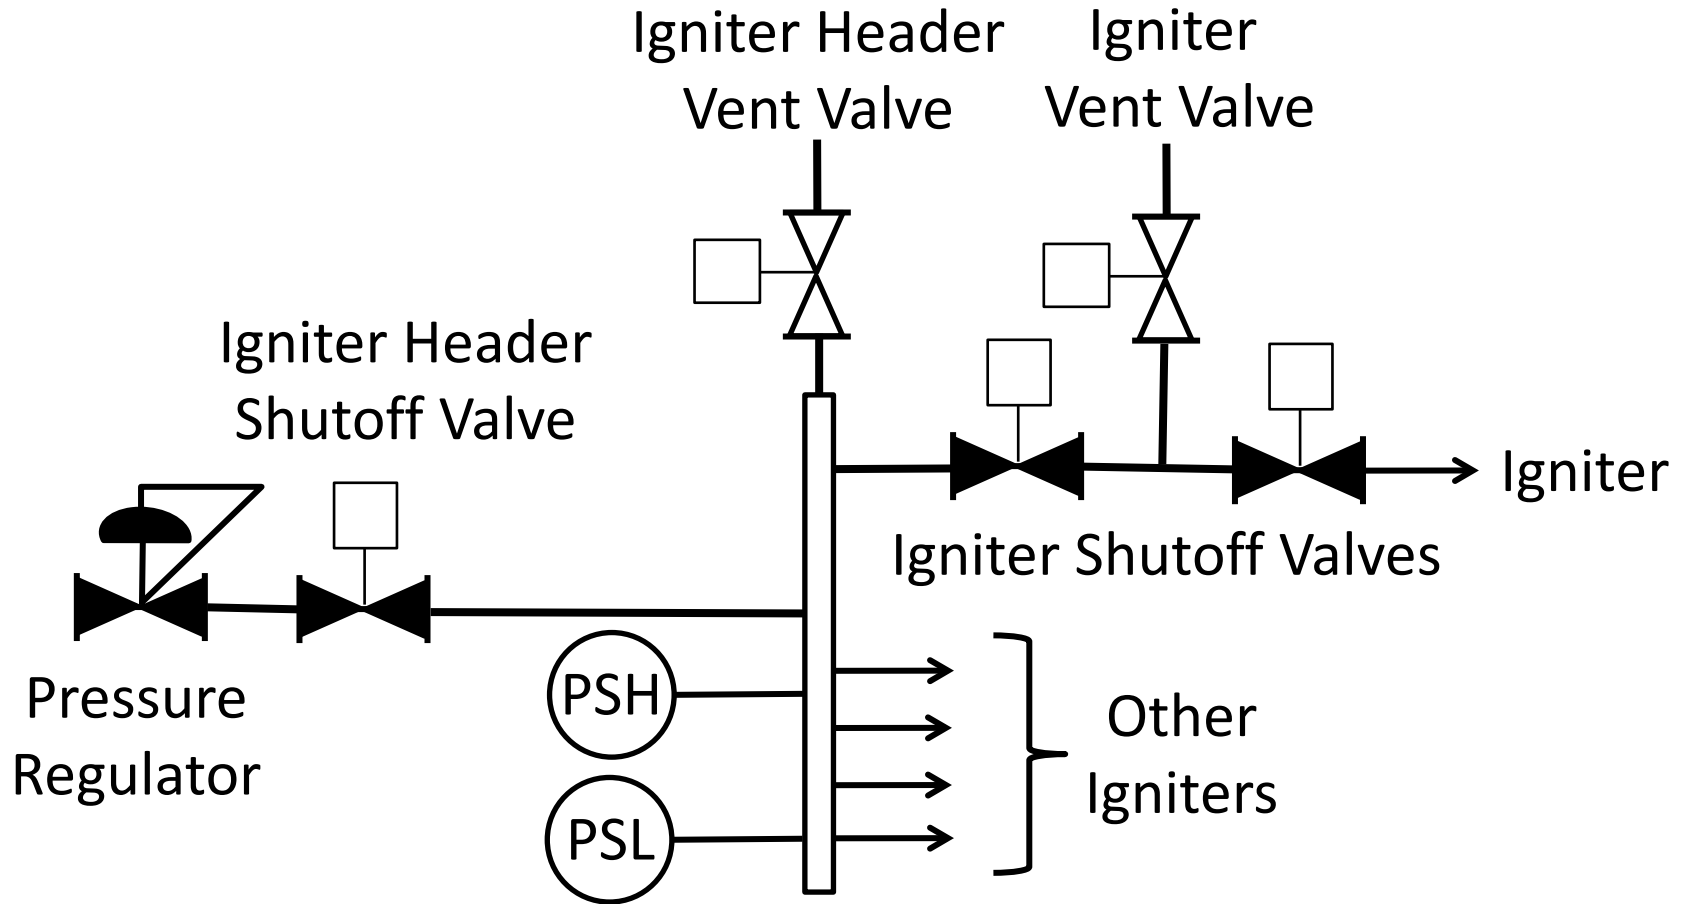 Igniter Header
Vent Valve
Igniter
Vent Valve
Igniter Header
Shutoff Valve
Igniter
Igniter Shutoff Valves
Pressure
Regulator
PSH
PSL
Other
Igniters